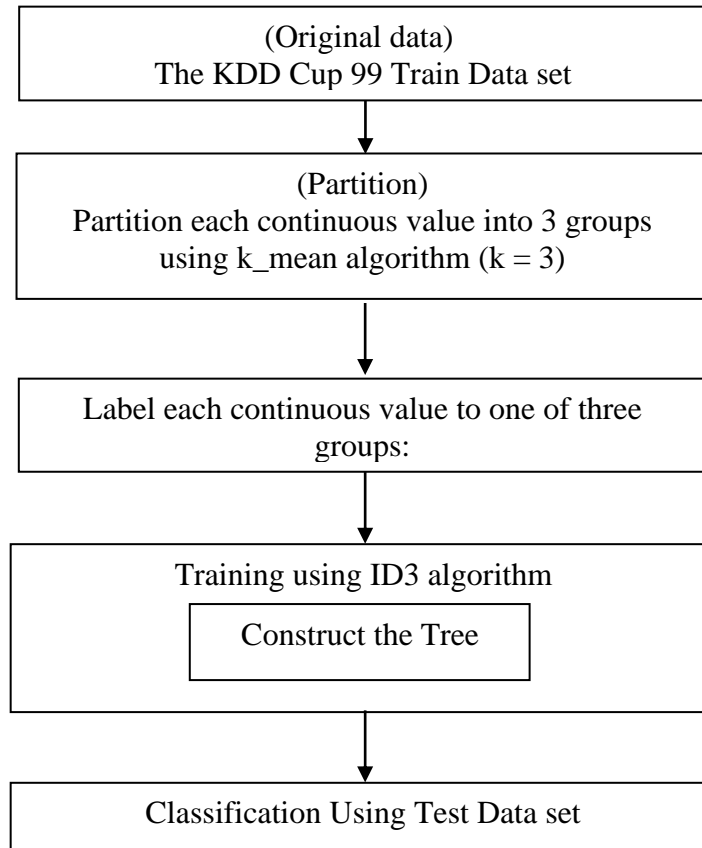 (Original data)
The KDD Cup 99 Train Data set
(Partition)
Partition each continuous value into 3 groups
using k_mean algorithm (k = 3)
Label each continuous value to one of three
groups:
Training using ID3 algorithm
Construct the Tree
Classification Using Test Data set